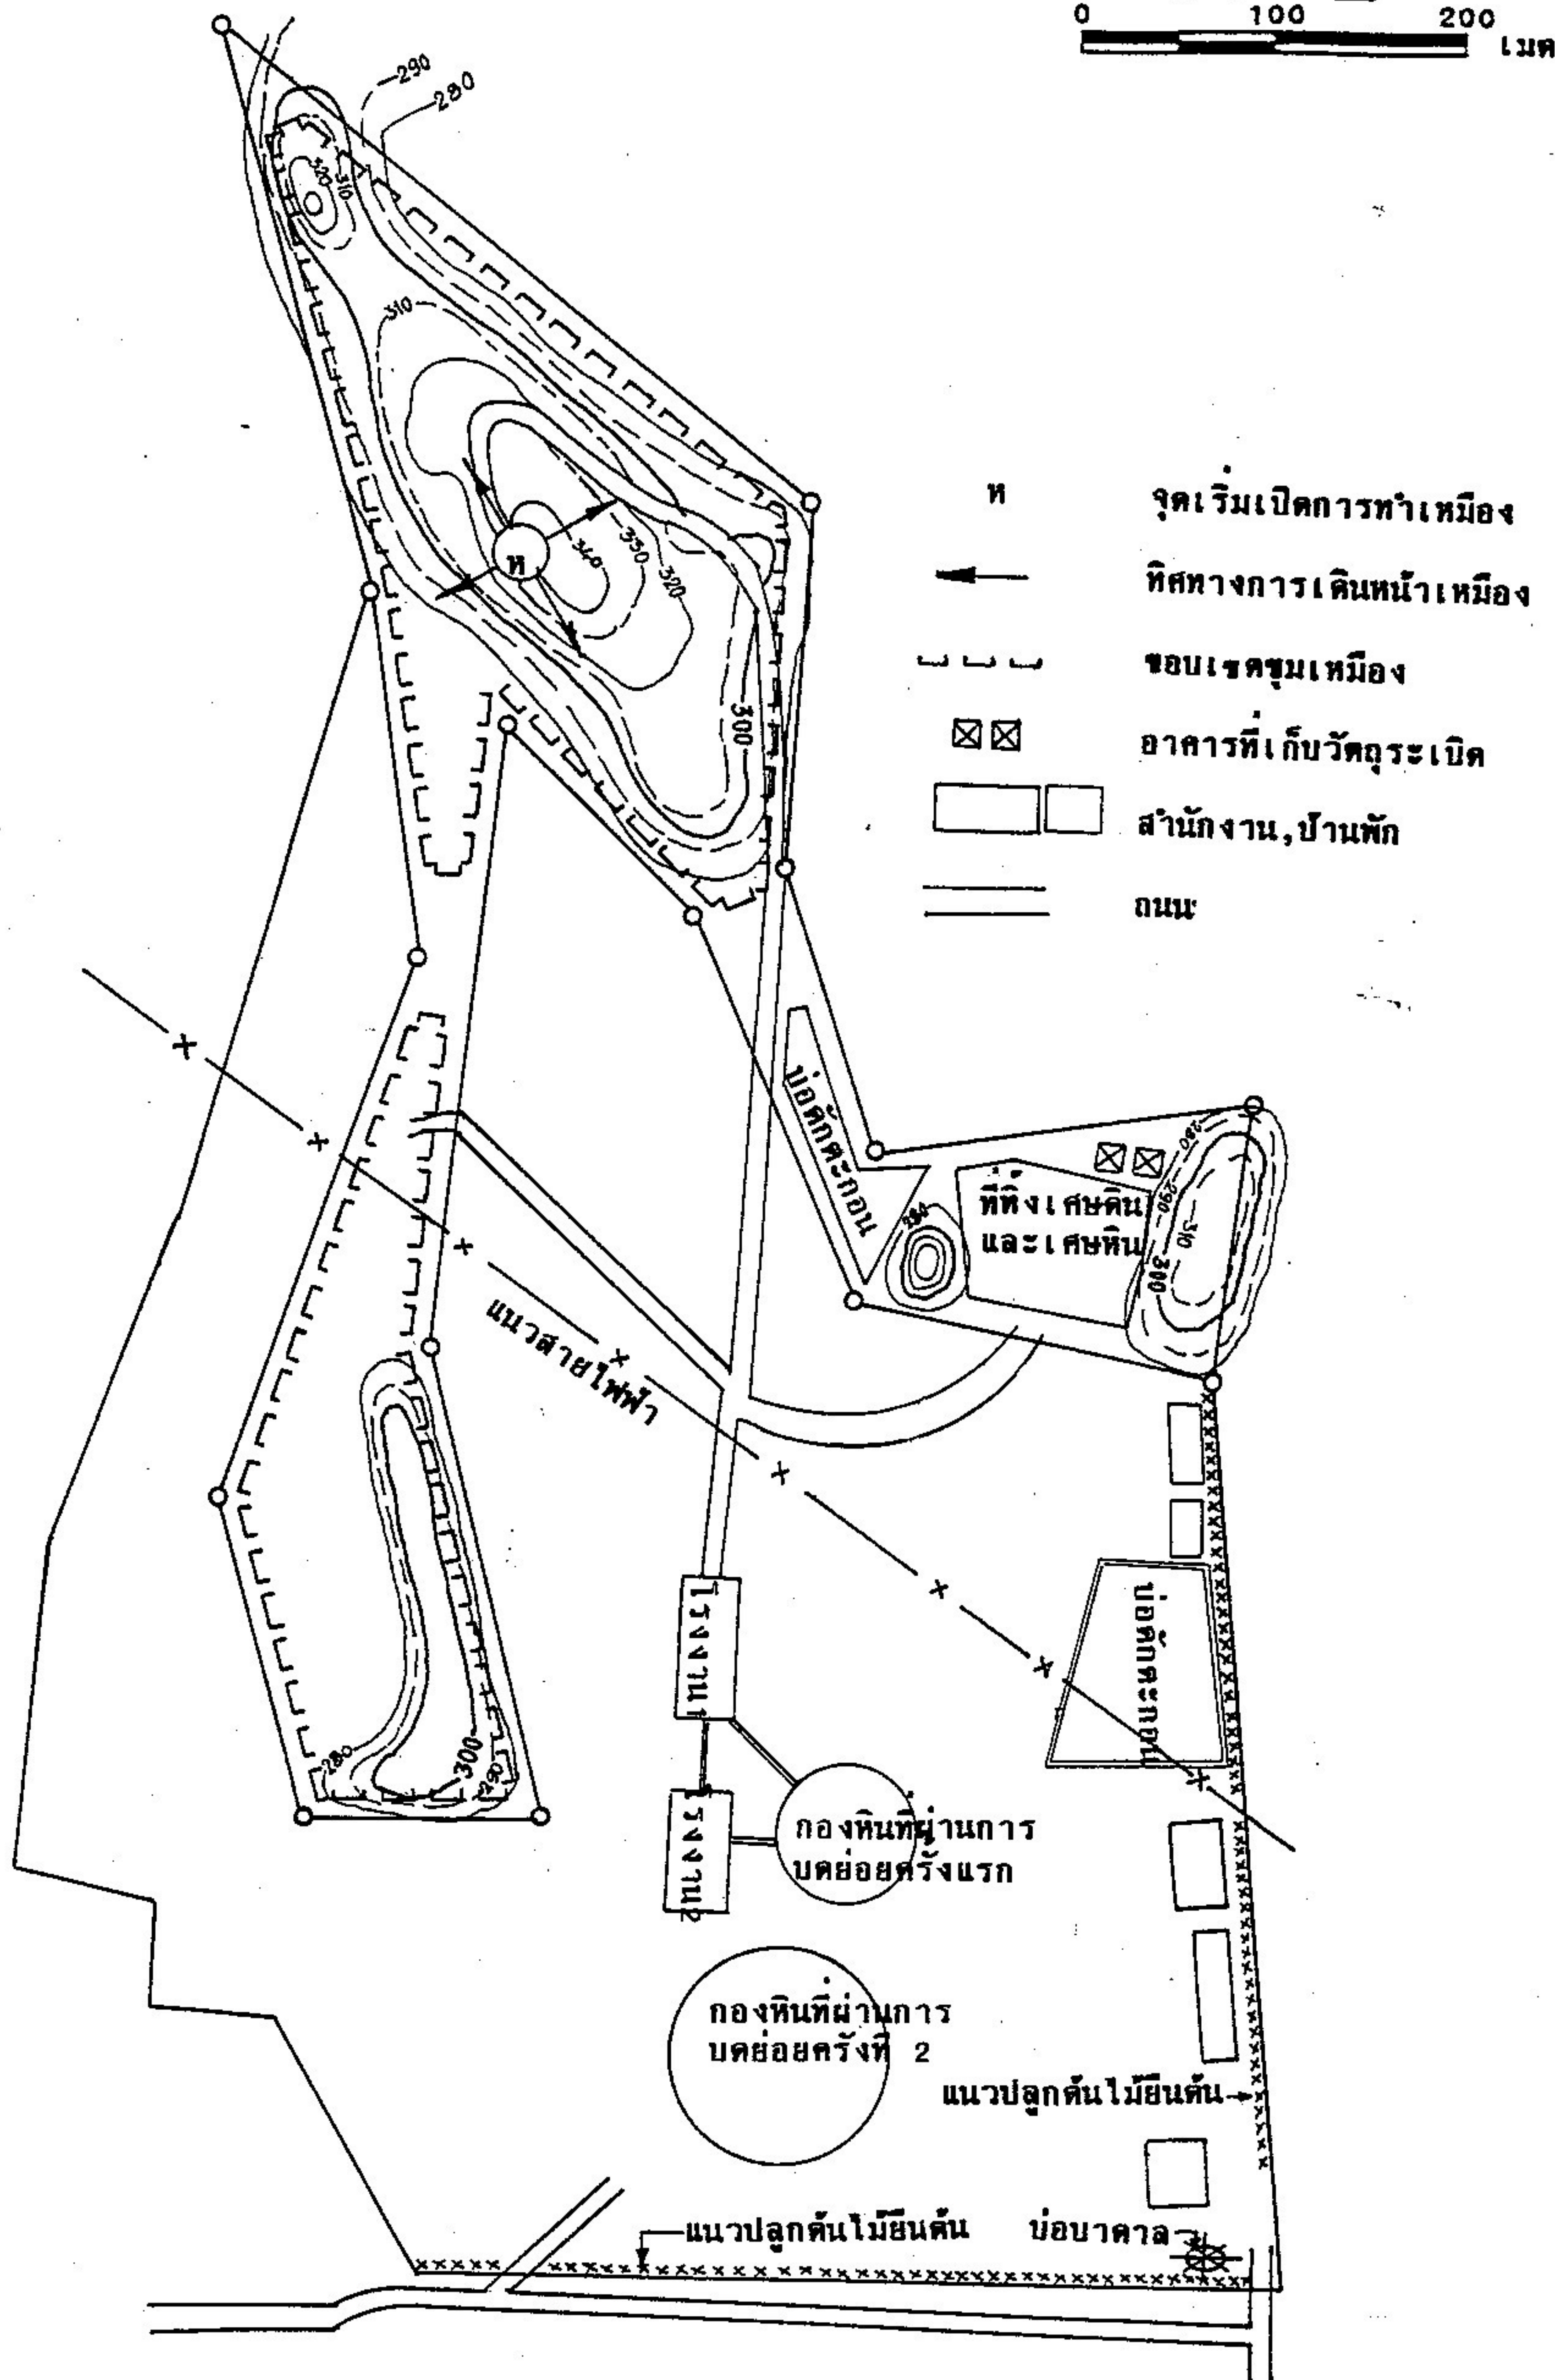 0 100 200 เมต
290
280
320
310
310
ห
340
330
320
300
ห จุดเริ่มเปิดการทำเหมือง
ทิศทางการเดินหน้าเหมือง
ขอบเขตขุมเหมือง
อาคารที่เก็บวัตถุระเบิด
สำนักงาน,บ้านพัก
ถนน
บ่อดักตะกอน
280
ที่ทิ้งเศษดิน
และเศษหิน
280
290
310
300
แนวสายไฟฟ้า
บ่อดักตะกอน
280
300
290
โรงงาน1
โรงงาน2
กองหินที่ผ่านการ
บดย่อยครั้งแรก
กองหินที่ผ่านการ
บดย่อยครั้งที่ 2
แนวปลูกต้นไม้ยืนต้น
แนวปลูกต้นไม้ยืนต้น
บ่อบาดาล